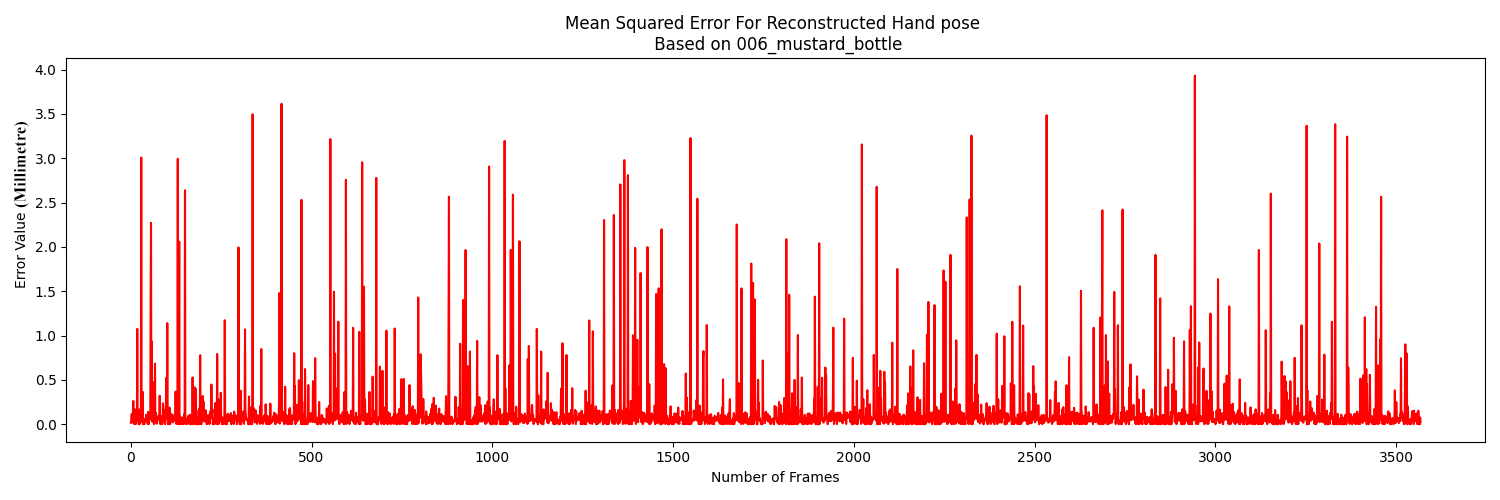 Mean Squared Error For Reconstructed Hand pose
Based on 006_mustard_bottle
4.0
3.5
3.0
2.5
2.0
1.5
1.0
0.5
0.0
Error Value (Millimetre)
0 500 1000 1500 2000 2500 3000 3500
Number of Frames